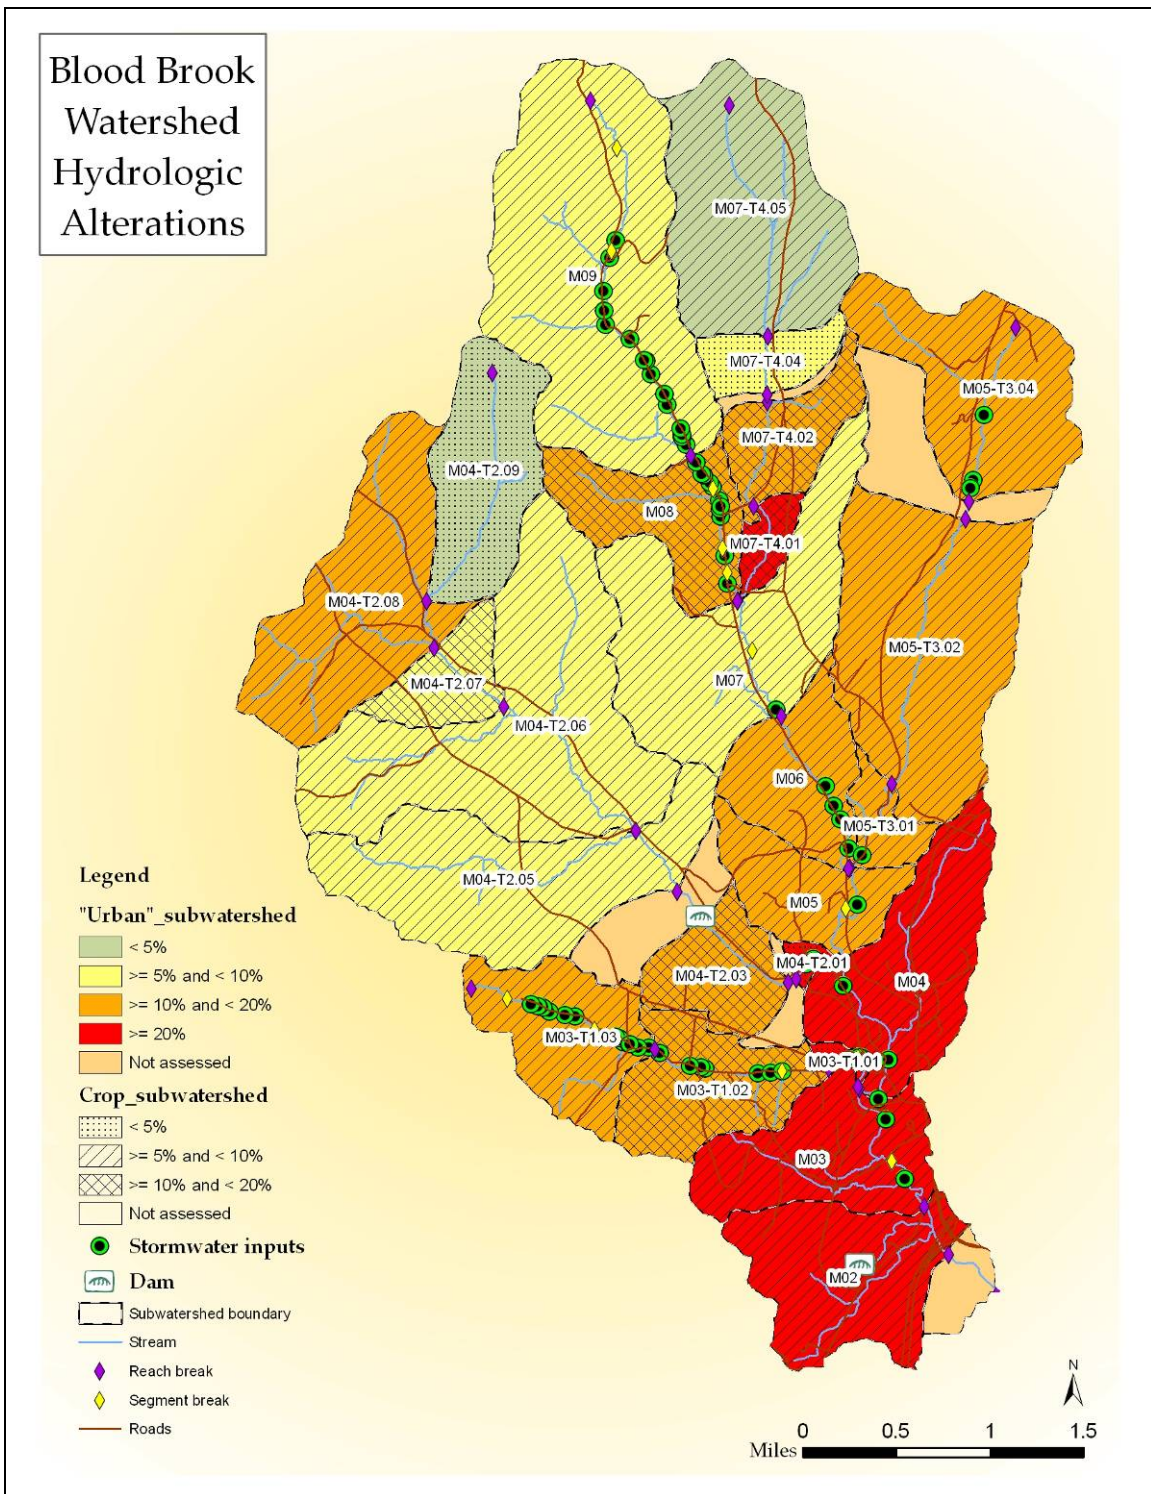 Blood Brook
Watershed
Hydrologic
Alterations
M07-T4.05
M09
M07-T4.04
M05-T3.04
M07-T4.02
M04-T2.09
M08
M07-T4.01
M04-T2.08
M05-T3.02
M04-T2.07
M07
M04-T2.06
M06
M05-T3.01
M04-T2.05
M05
M04-T2.01
M04-T2.03
M04
M03-T1.03
M03-T1.01
M03-T1.02
M03
M02
Legend
"Urban"_subwatershed
< 5%
>= 5% and < 10%
>= 10% and < 20%
>= 20%
Not assessed
Crop_subwatershed
< 5%
>= 5% and < 10%
>= 10% and < 20%
Not assessed
Stormwater inputs
Dam
Subwatershed boundary
Stream
Reach break
Segment break
Roads
N
0 0.5 1 1.5
Miles